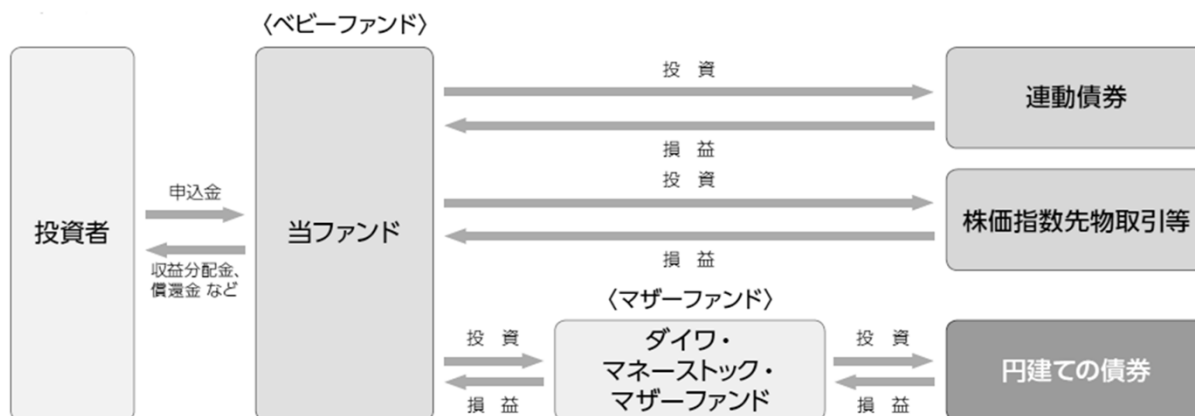 〈ベビーファンド〉
投資者
申込金
収益分配金、
償還金 など
当ファンド
投 資
損 益
連動債券
投 資
損 益
株価指数先物取引等
〈マザーファンド〉
投 資
損 益
ダイワ・
マネーストック・
マザーファンド
投 資
損 益
円建ての債券